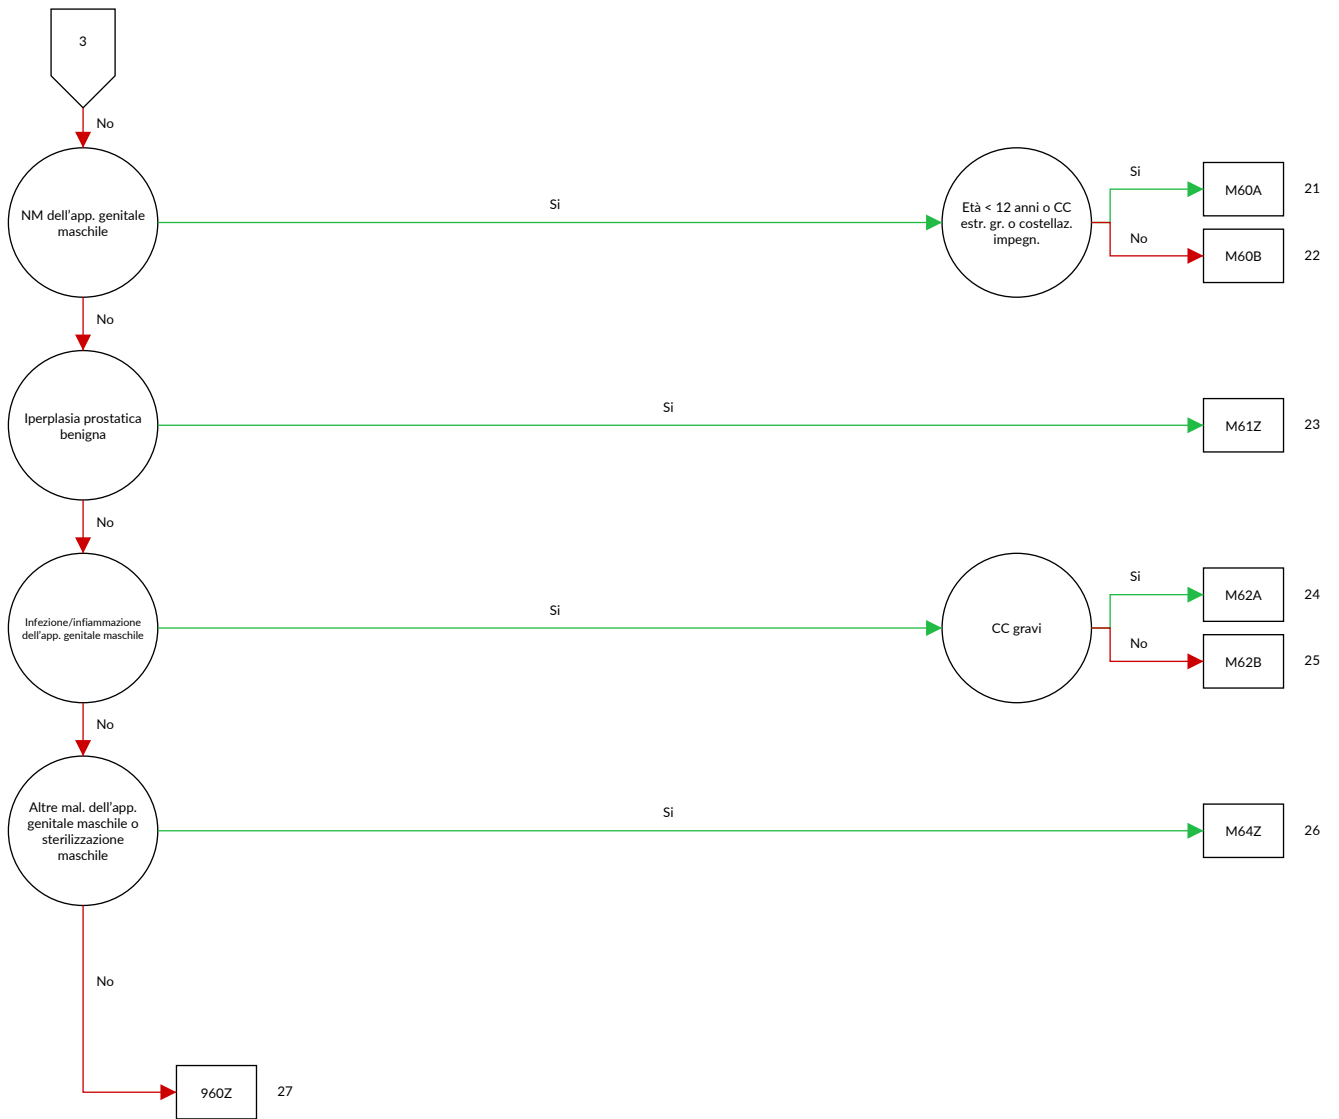 3
No
NM dell'app. genitale
maschile
Si
Età < 12 anni o CC
estr. gr. o costellaz.
impegn.
Si
M60A
21
No
M60B
22
No
Iperplasia prostatica
benigna
Si
M61Z
23
No
Infezione/infiammazione
dell'app. genitale maschile
Si
CC gravi
Si
M62A
24
No
M62B
25
No
Altre mal. dell'app.
genitale maschile o
sterilizzazione
maschile
Si
M64Z
26
No
960Z
27